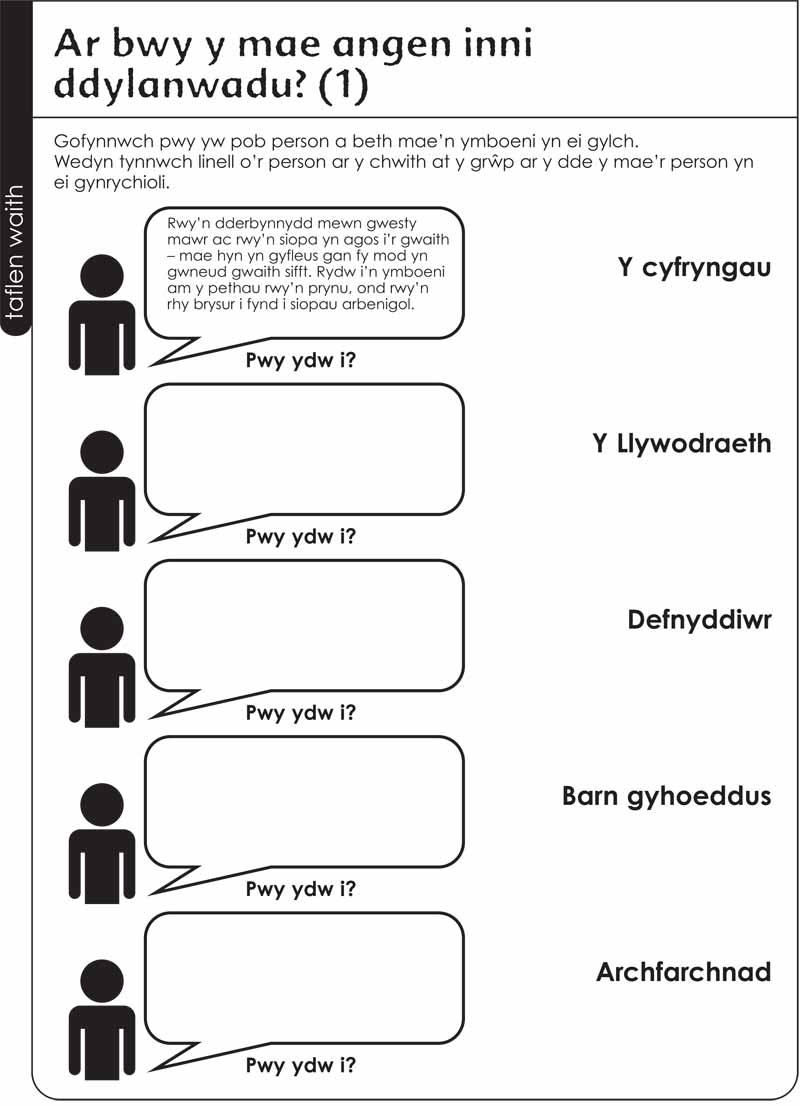 taflen waith
Ar bwy y mae angen inni
ddylanwadu? (1)
Gofynnwch pwy yw pob person a beth mae'n ymboeni yn ei gylch.
Wedyn tynnwch linell o'r person ar y chwith at y grŵp ar y dde y mae'r person yn
ei gynrychioli.
Rwy'n dderbynnydd mewn gwesty
mawr ac rwy'n siopa yn agos i'r gwaith
– mae hyn yn gyfleus gan fy mod yn
gwneud gwaith sifft. Rydw i'n ymboeni
am y pethau rwy'n prynu, ond rwy'n
rhy brysur i fynd i siopau arbenigol.
Pwy ydw i?
Y cyfryngau
Pwy ydw i?
Y Llywodraeth
Pwy ydw i?
Defnyddiwr
Pwy ydw i?
Barn gyhoeddus
Pwy ydw i?
Archfarchnad